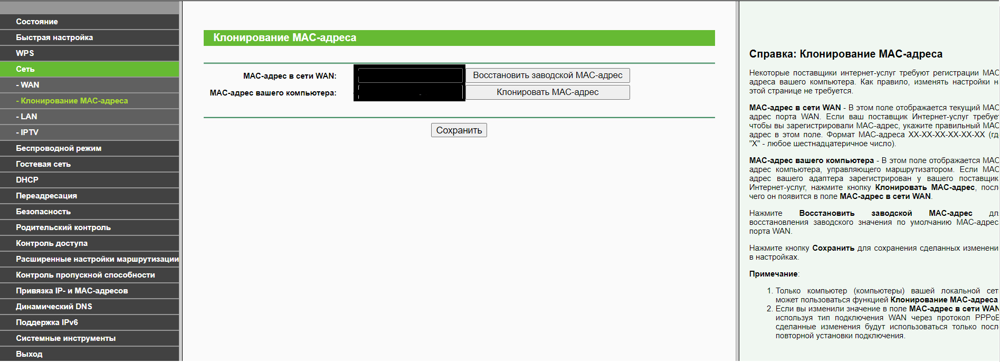 Состояние
Быстрая настройка
WPS
Сеть
- WAN
- Клонирование MAC-адреса
- LAN
- IPTV
Беспроводной режим
Гостевая сеть
DHCP
Переадресация
Безопасность
Родительский контроль
Контроль доступа
Расширенные настройки маршрутизации
Контроль пропускной способности
Привязка IP- и MAC-адресов
Динамический DNS
Поддержка IPv6
Системные инструменты
Выход
Клонирование MAC-адреса
MAC-адрес в сети WAN:
Восстановить заводской MAC-адрес
MAC-адрес вашего компьютера:
Клонировать MAC-адрес
Сохранить
Справка: Клонирование MAC-адреса
Некоторые поставщики интернет-услуг требуют регистрации MAC
адреса вашего компьютера. Как правило, изменять настройки н
этой странице не требуется.
MAC-адрес в сети WAN - В этом поле отображается текущий MAC
адрес порта WAN. Если ваш поставщик Интернет-услуг требуе
чтобы вы зарегистрировали MAC-адрес, укажите правильный MAC
адрес в этом поле. Формат MAC-адреса XX-XX-XX-XX-XX-XX (гд
"X" - любое шестнадцатеричное число).
MAC-адрес вашего компьютера - В этом поле отображается MAC
адрес компьютера, управляющего маршрутизатором. Если MAC
адрес вашего адаптера зарегистрирован у вашего поставщик
Интернет-услуг, нажмите кнопку Клонировать MAC-адрес, посл
чего он появится в поле MAC-адрес в сети WAN.
Нажмите Восстановить заводской MAC-адрес дл
восстановления заводского значения по умолчанию MAC-адрес
порта WAN.
Нажмите кнопку Сохранить для сохранения сделанных изменени
в настройках.
Примечание:
1. Только компьютер (компьютеры) вашей локальной сет
может пользоваться функцией Клонирование MAC-адреса
2. Если вы изменили значение в поле MAC-адрес в сети WAN
используя тип подключения WAN через протокол PPPoE
сделанные изменения будут использоваться только посл
повторной установки подключения.